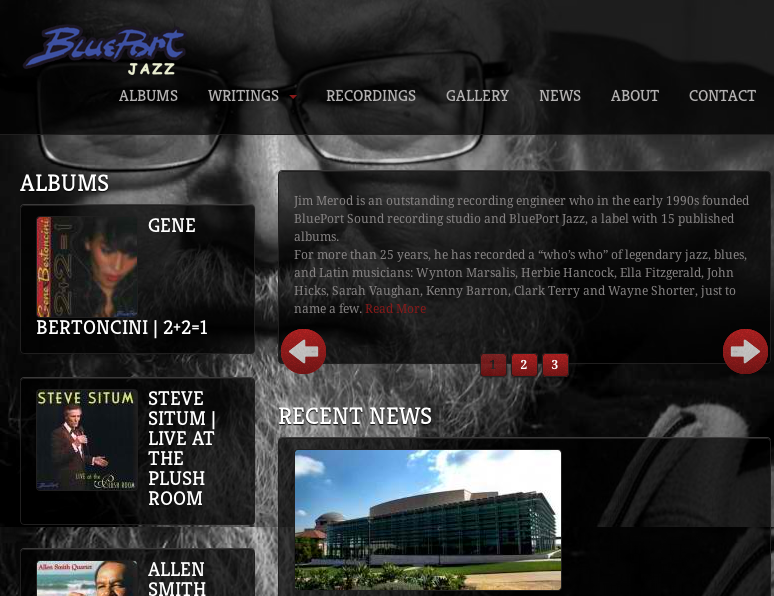 BluePort
JAZZ
ALBUMS WRITINGS RECORDINGS GALLERY NEWS ABOUT CONTACT
ALBUMS
Gene Bertoncini
2+2=1
GENE
BERTONCINI | 2+2=1
STEVE SITUM
LIVE at the
PLUSH ROOM
STEVE
SITUM |
LIVE AT
THE
PLUSH
ROOM
Allen Smith Quartet
ALLEN
SMITH
Jim Merod is an outstanding recording engineer who in the early 1990s founded
BluePort Sound recording studio and BluePort Jazz, a label with 15 published
albums.
For more than 25 years, he has recorded a “who’s who” of legendary jazz, blues,
and Latin musicians: Wynton Marsalis, Herbie Hancock, Ella Fitzgerald, John
Hicks, Sarah Vaughan, Kenny Barron, Clark Terry and Wayne Shorter, just to
name a few. Read More
1 2 3
RECENT NEWS